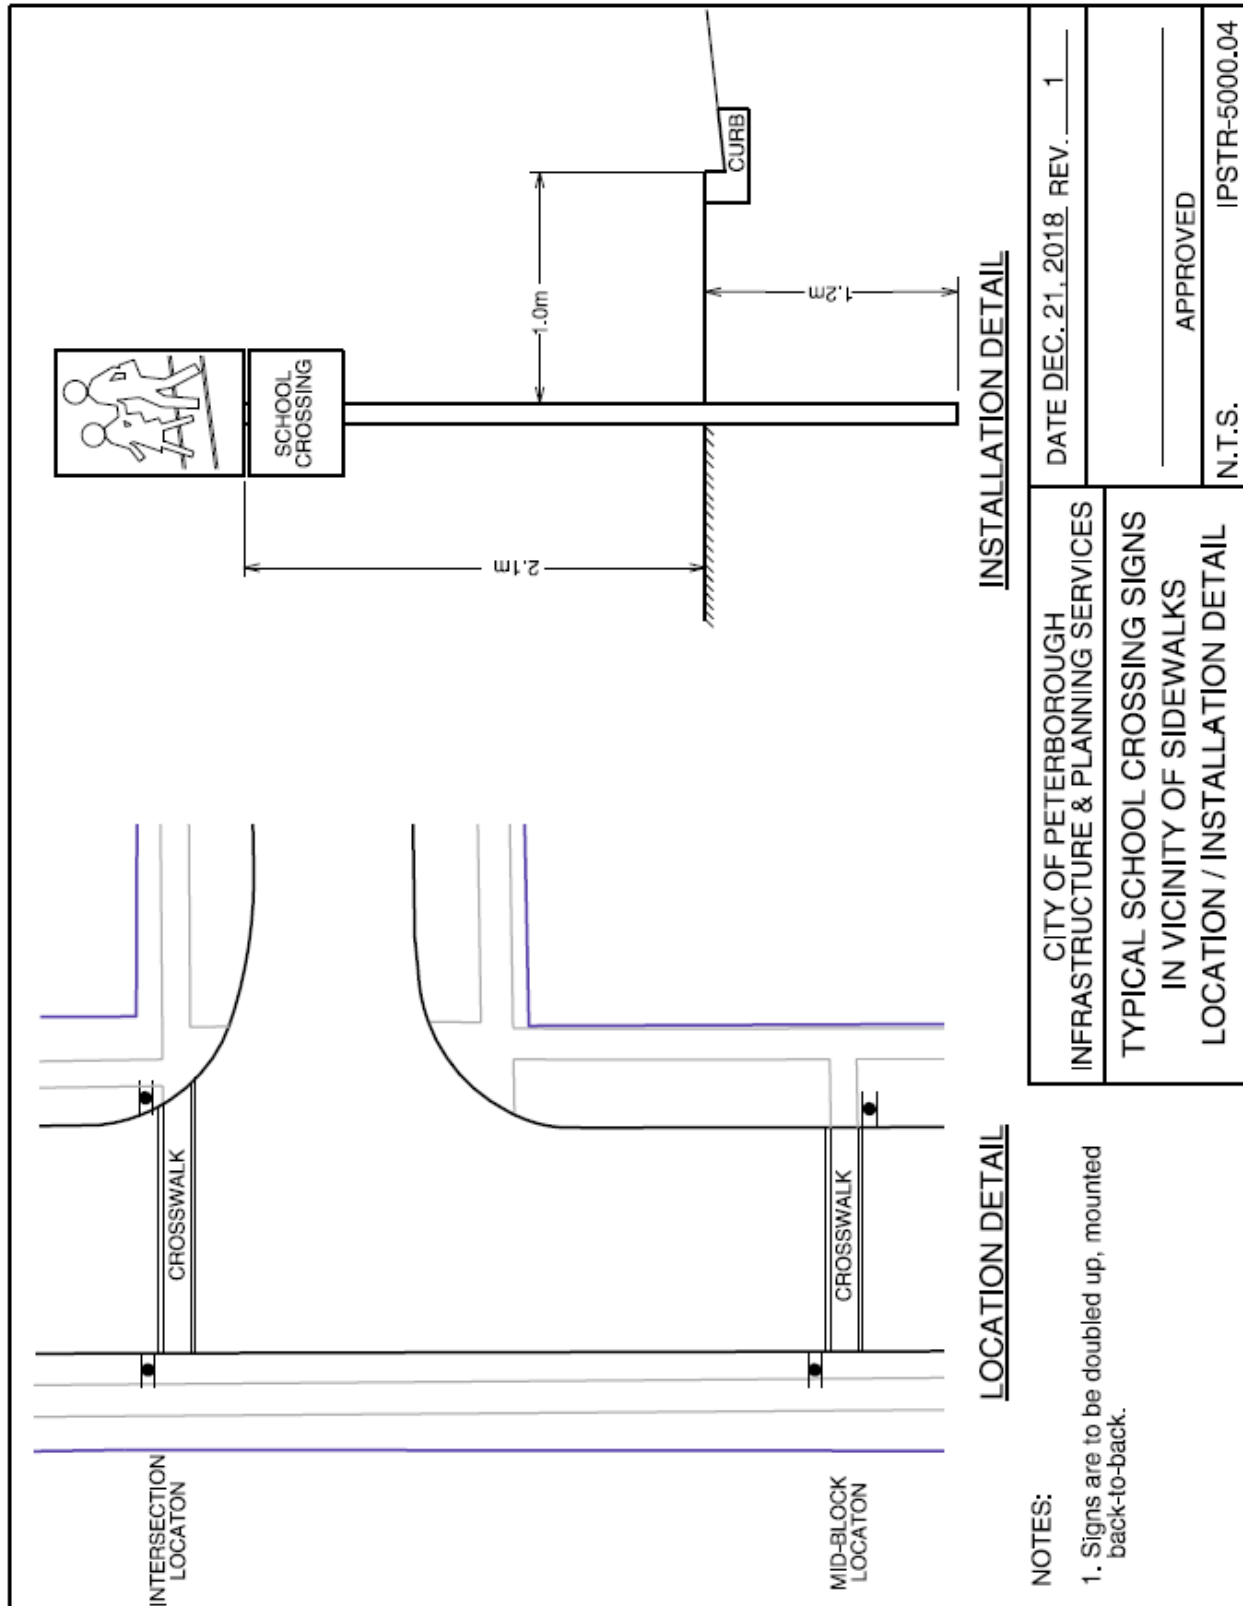 INTERSECTION
LOCATON
CROSSWALK
MID-BLOCK
LOCATON
CROSSWALK
LOCATION DETAIL
SCHOOL
CROSSING
2.1m
1.0m
1.2m
CURB
INSTALLATION DETAIL
NOTES:
1. Signs are to be doubled up, mounted
back-to-back.
CITY OF PETERBOROUGH
INFRASTRUCTURE & PLANNING SERVICES
TYPICAL SCHOOL CROSSING SIGNS
IN VICINITY OF SIDEWALKS
LOCATION / INSTALLATION DETAIL
DATE DEC. 21, 2018 REV. 1
APPROVED
N.T.S. IPSTR-5000.04